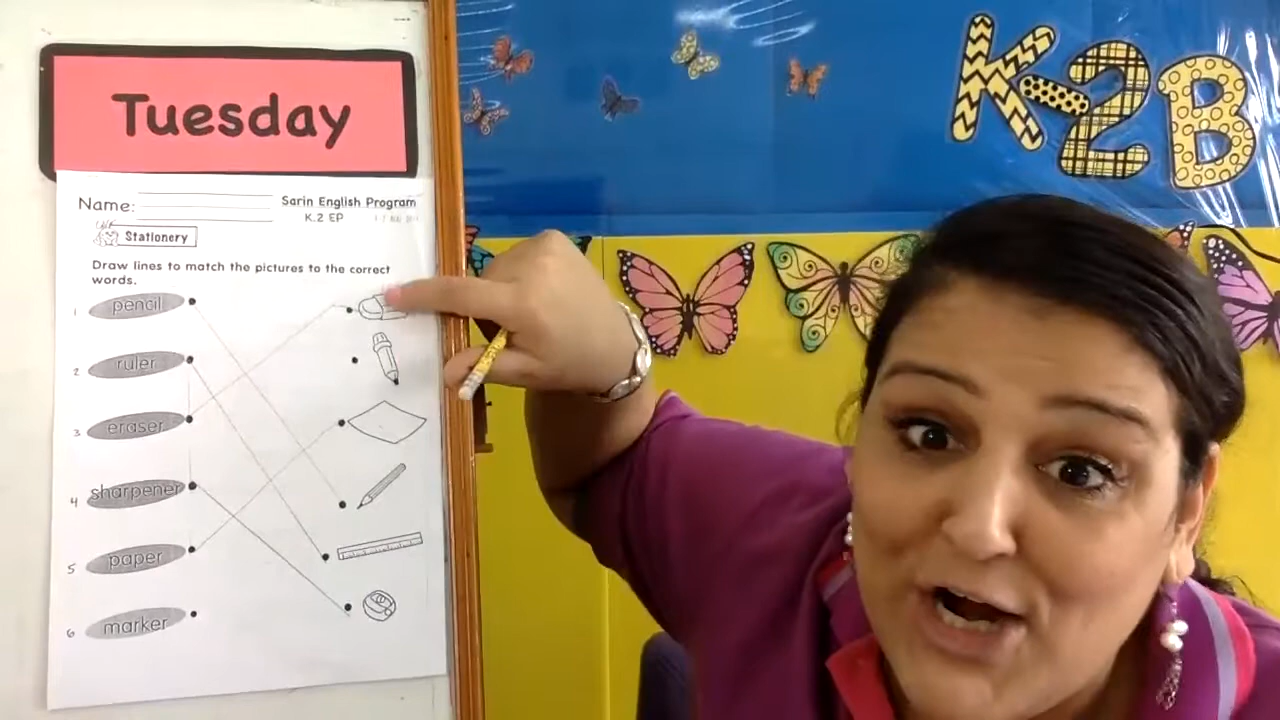 K-2B
Tuesday
Name:
Sarin English Program
K.2 EP
Stationery
Draw lines to match the pictures to the correct
words.
1 pencil
2 ruler
3 eraser
4 sharpener
5 paper
6 marker